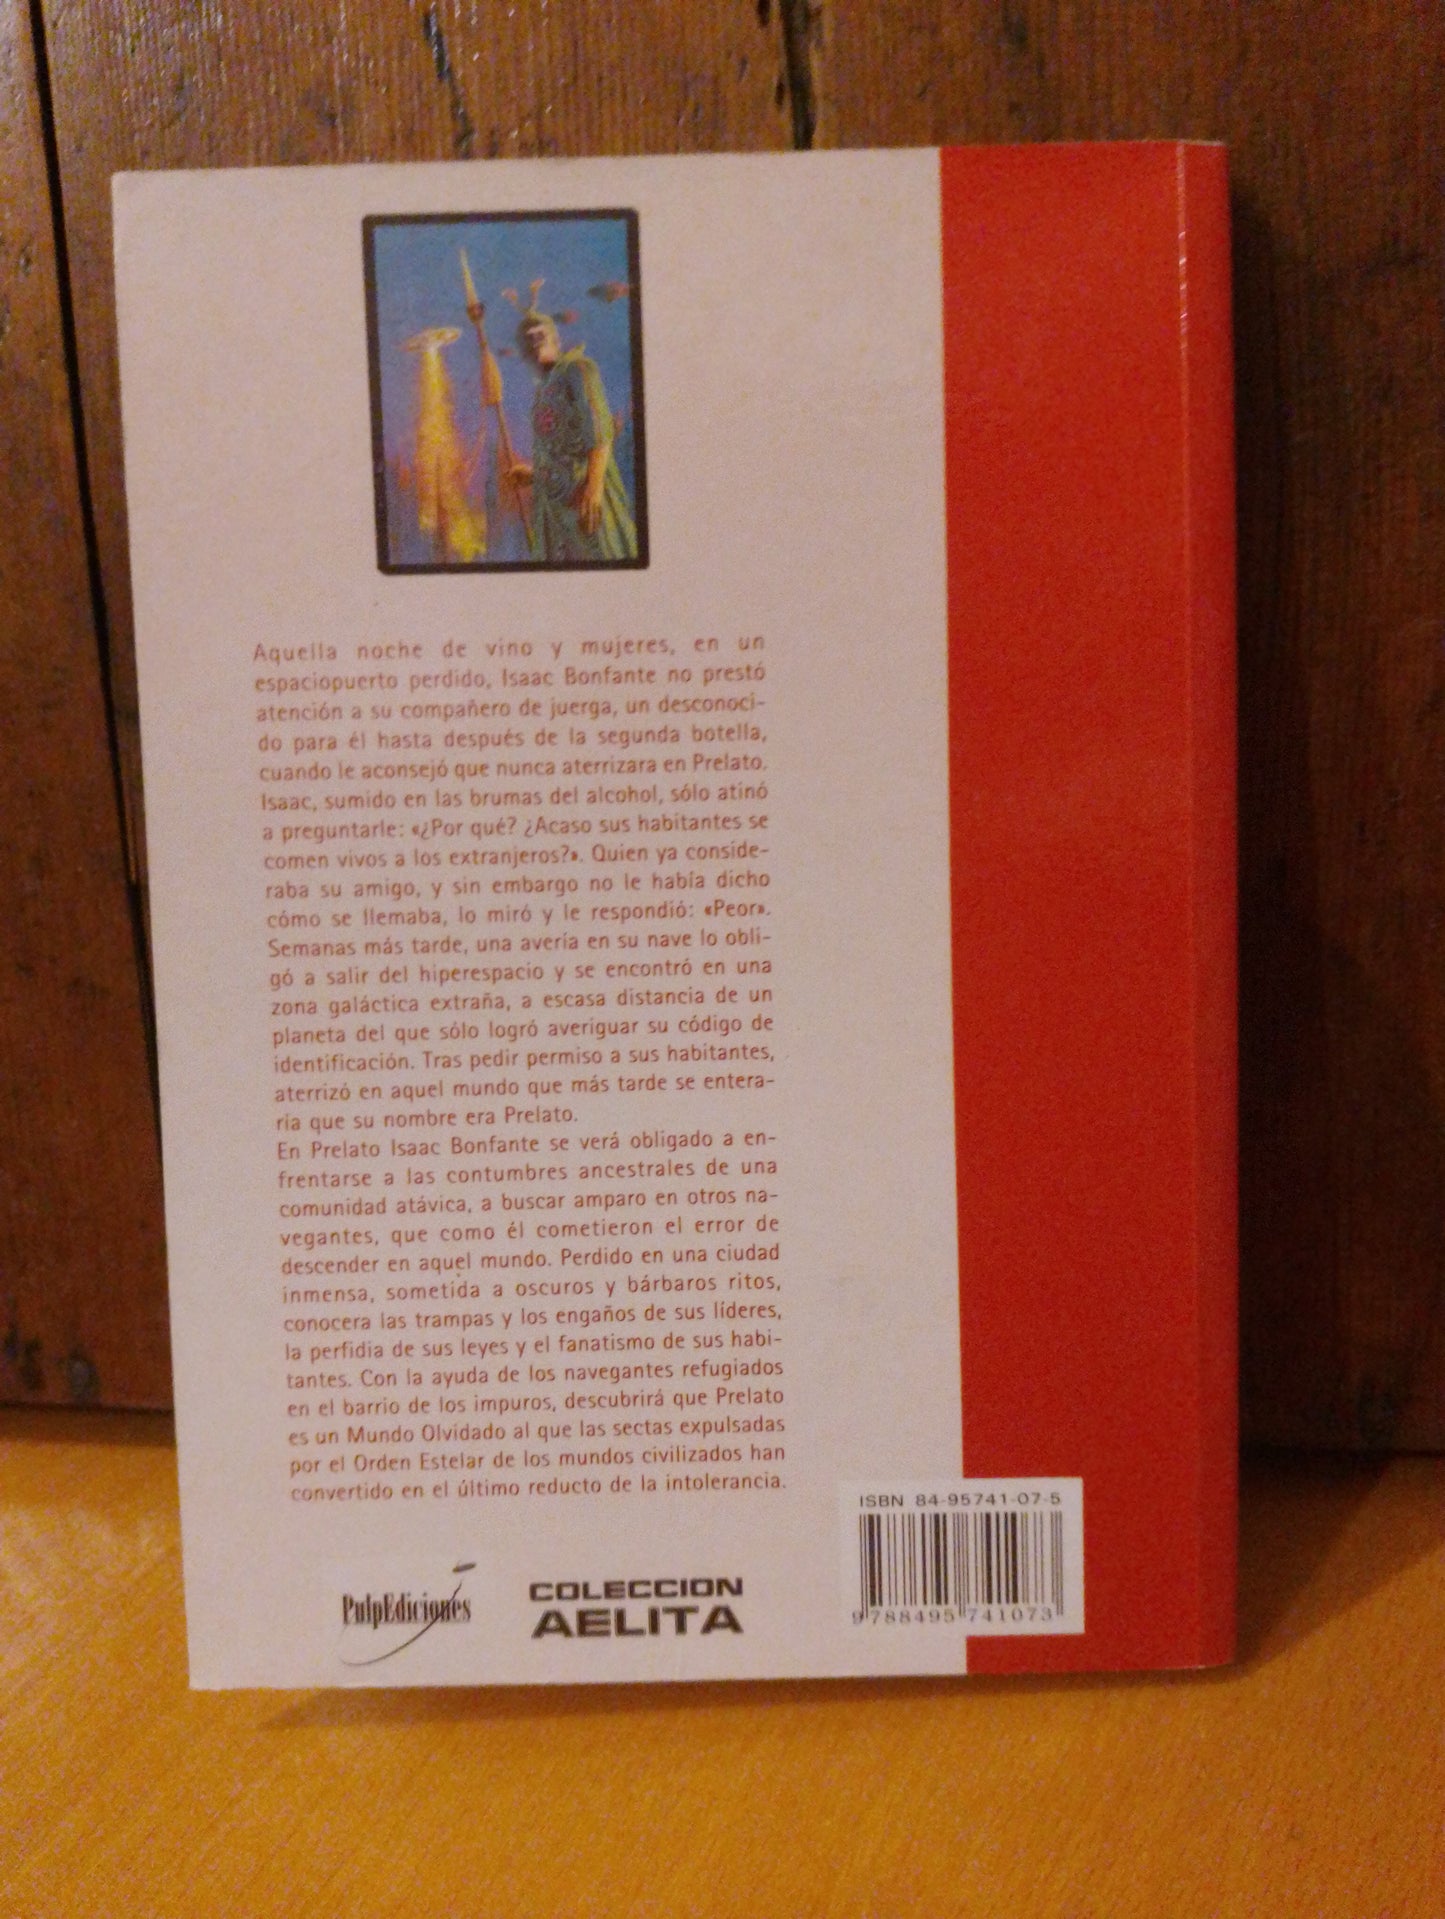 Aquella noche de vino y mujeres, en un
espaciopuerto perdido, Isaac Bonfante no prestó
atención a su compañero de juerga, un desconoci-
do para él hasta después de la segunda botella,
cuando le aconsejó que nunca aterrizara en Prelato.
Isaac, sumido en las brumas del alcohol, sólo atinó
a preguntarle: «¿Por qué? ¿Acaso sus habitantes se
comen vivos a los extranjeros?». Quien ya conside-
raba su amigo, y sin embargo no le había dicho
cómo se llemaba, lo miró y le respondió: «Peor».
Semanas más tarde, una avería en su nave lo obli-
gó a salir del hiperespacio y se encontró en una
zona galáctica extraña, a escasa distancia de un
planeta del que sólo logró averiguar su código de
identificación. Tras pedir permiso a sus habitantes,
aterrizó en aquel mundo que más tarde se entera-
ría que su nombre era Prelato.
En Prelato Isaac Bonfante se verá obligado a en-
frentarse a las contumbres ancestrales de una
comunidad atávica, a buscar amparo en otros na-
vegantes, que como él cometieron el error de
descender en aquel mundo. Perdido en una ciudad
inmensa, sometida a oscuros y bárbaros ritos,
conocera las trampas y los engaños de sus líderes,
la perfidia de sus leyes y el fanatismo de sus habi-
tantes. Con la ayuda de los navegantes refugiados
en el barrio de los impuros, descubrirá que Prelato
es un Mundo Olvidado al que las sectas expulsadas
por el Orden Estelar de los mundos civilizados han
convertido en el último reducto de la intolerancia.
PulpEdiciones
COLECCION
AELITA
ISBN 84-95741-07-5
9 788495 741073